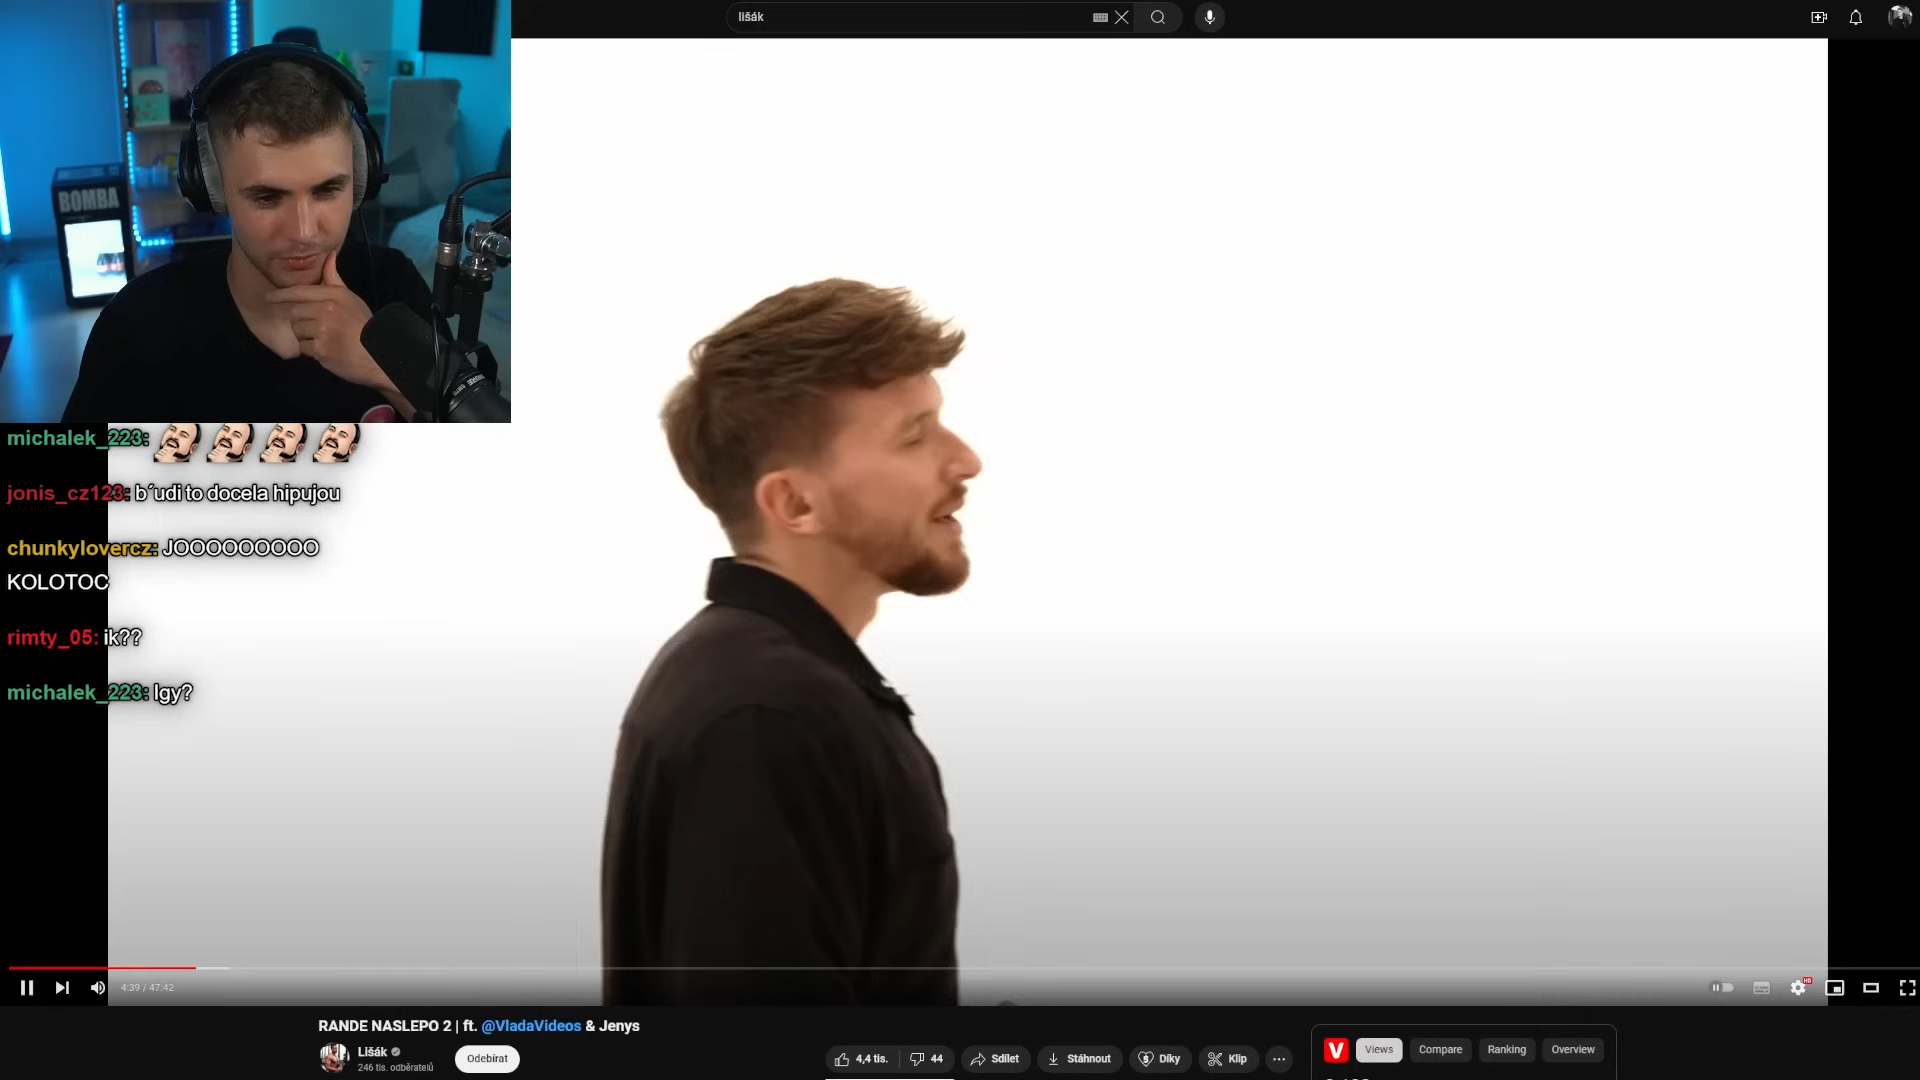 lišák
BOMBA
michalek_223:
jonis_cz123: b´udi to docela hipujou
chunkylovercz: JOOOOOOOOO
KOLOTOC
rimty_05: ik??
michalek_223: Igy?
4:39 / 47:42
HD
RANDE NASLEPO 2 | ft. @VladaVideos & Jenys
Lišák
246 tis. odběratelů
Odebírat
4,4 tis.
44
Sdílet
Stáhnout
Díky
Klip
V
Views
Compare
Ranking
Overview